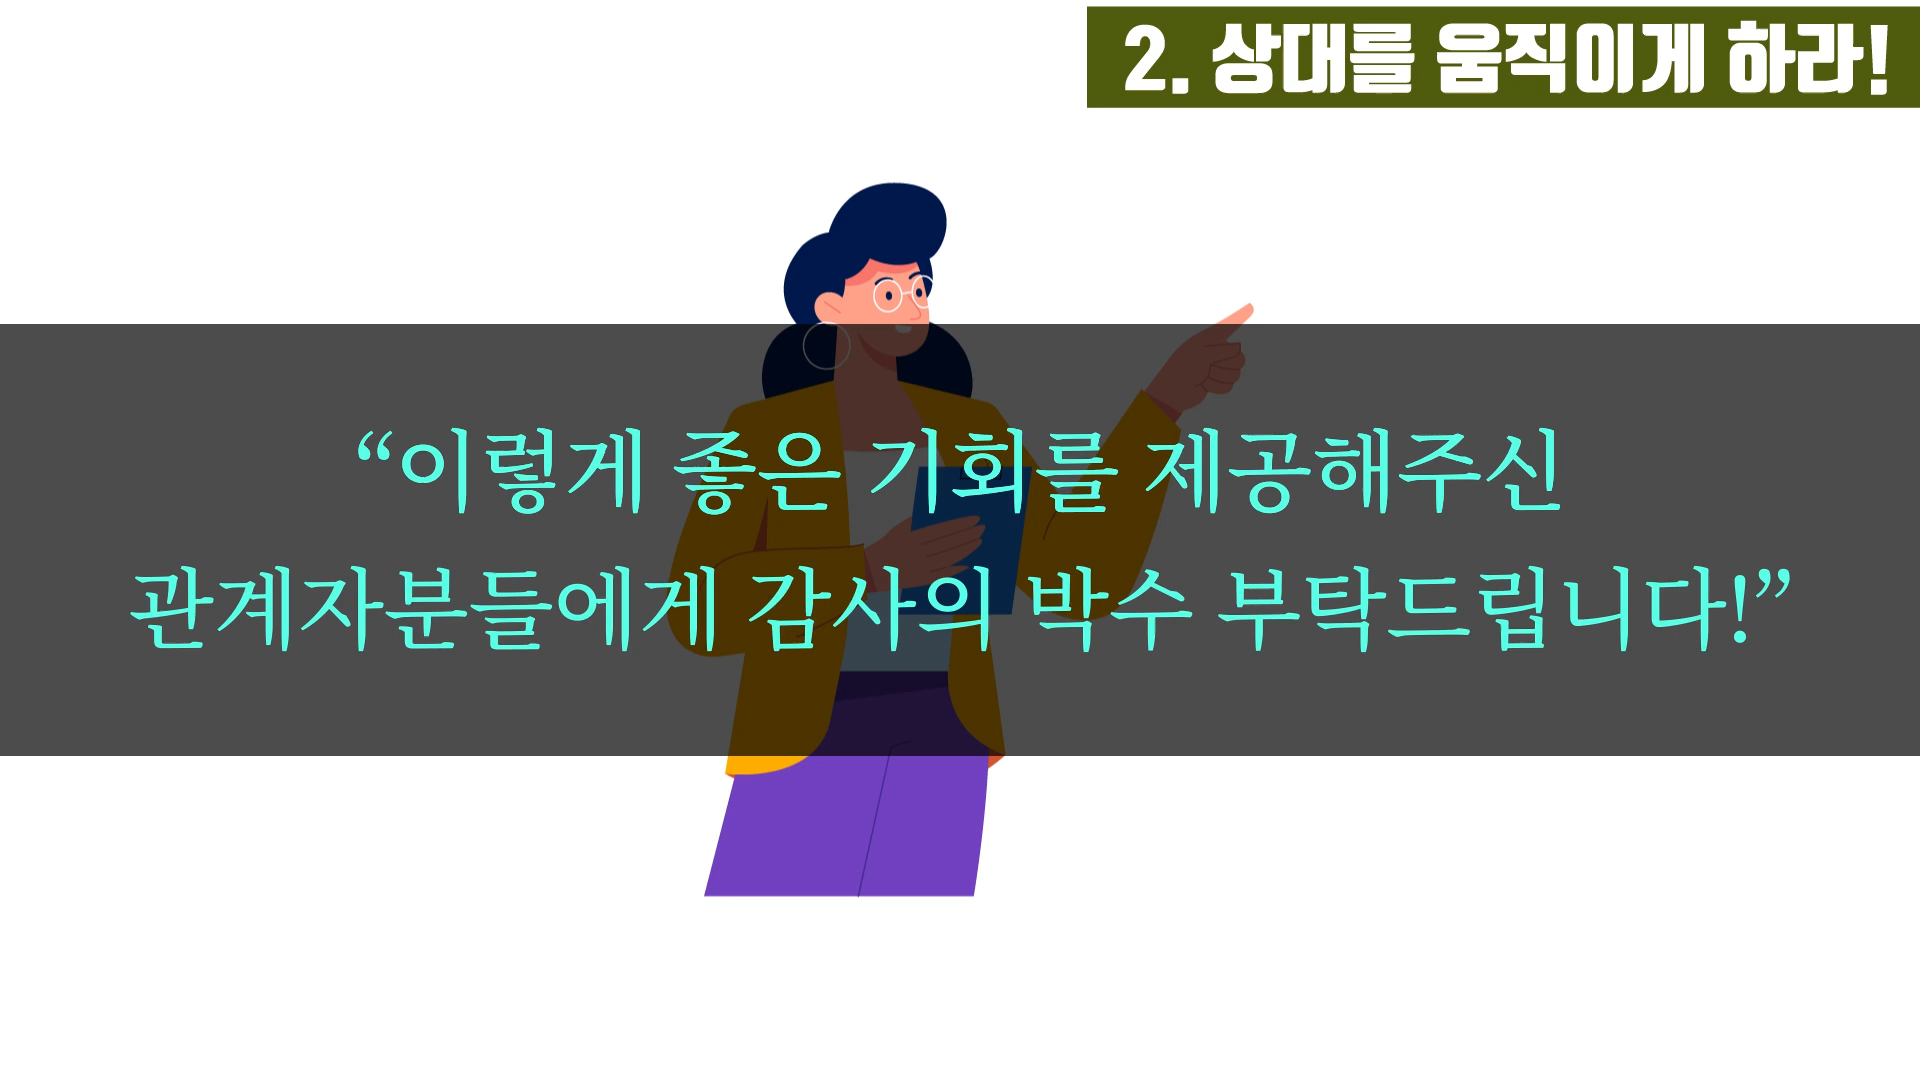 2. 상대를 움직이게 하라!
“이렇게 좋은 기회를 제공해주신
관계자분들에게 감사의 박수 부탁드립니다!”